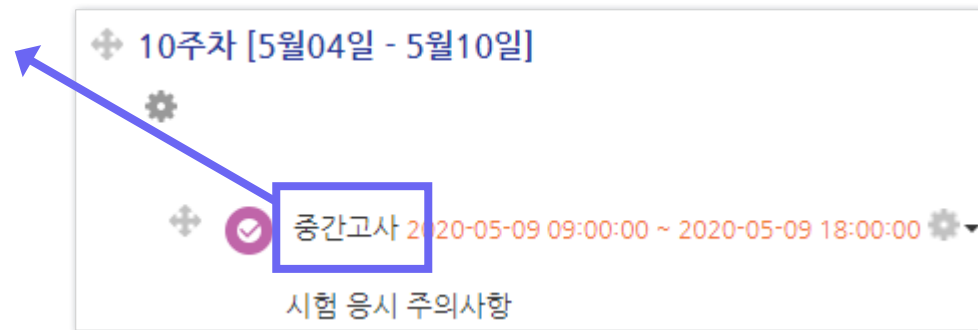 10주차 [5월04일 - 5월10일]
중간고사 2020-05-09 09:00:00 ~ 2020-05-09 18:00:00
시험 응시 주의사항